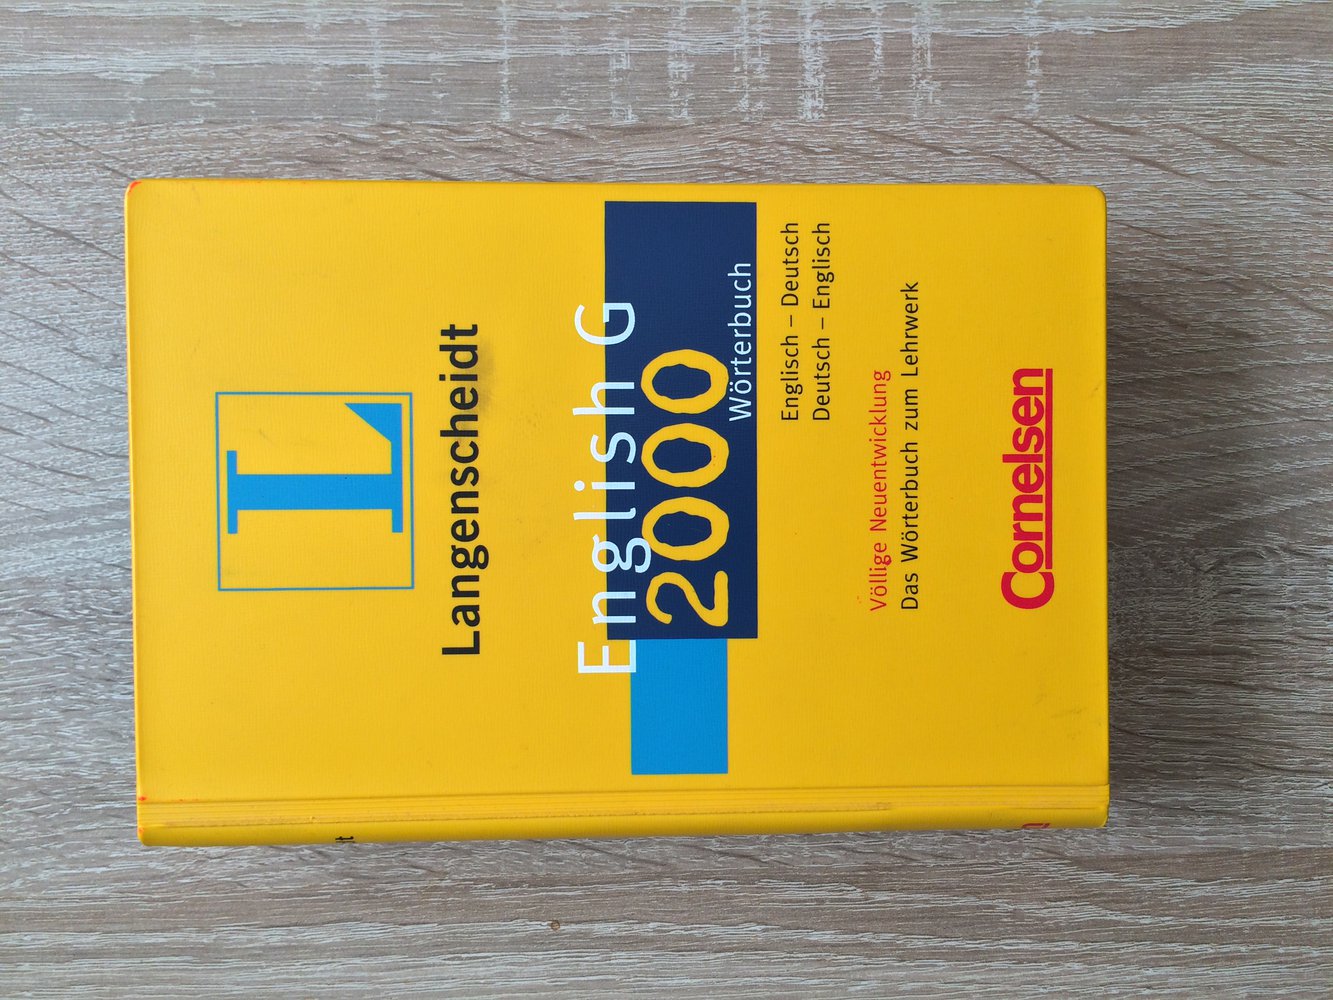 L
Langenscheidt
English G
2000
Wörterbuch
Englisch – Deutsch
Deutsch – Englisch
Völlige Neuentwicklung
Das Wörterbuch zum Lehrwerk
Cornelsen